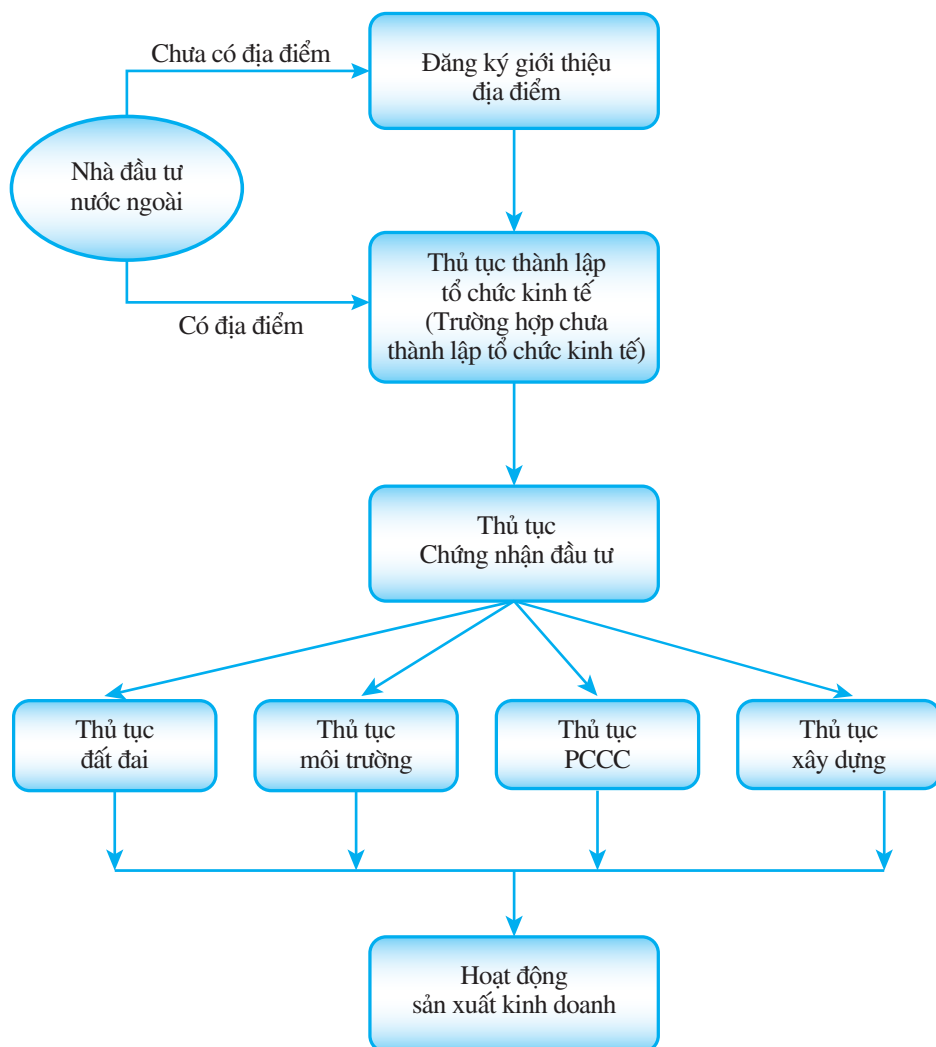 Chưa có địa điểm
Đăng ký giới thiệu
địa điểm
Nhà đầu tư
nước ngoài
Có địa điểm
Thủ tục thành lập
tổ chức kinh tế
(Trường hợp chưa
thành lập tổ chức kinh tế)
Thủ tục
Chứng nhận đầu tư
Thủ tục
đất đai
Thủ tục
môi trường
Thủ tục
PCCC
Thủ tục
xây dựng
Hoạt động
sản xuất kinh doanh